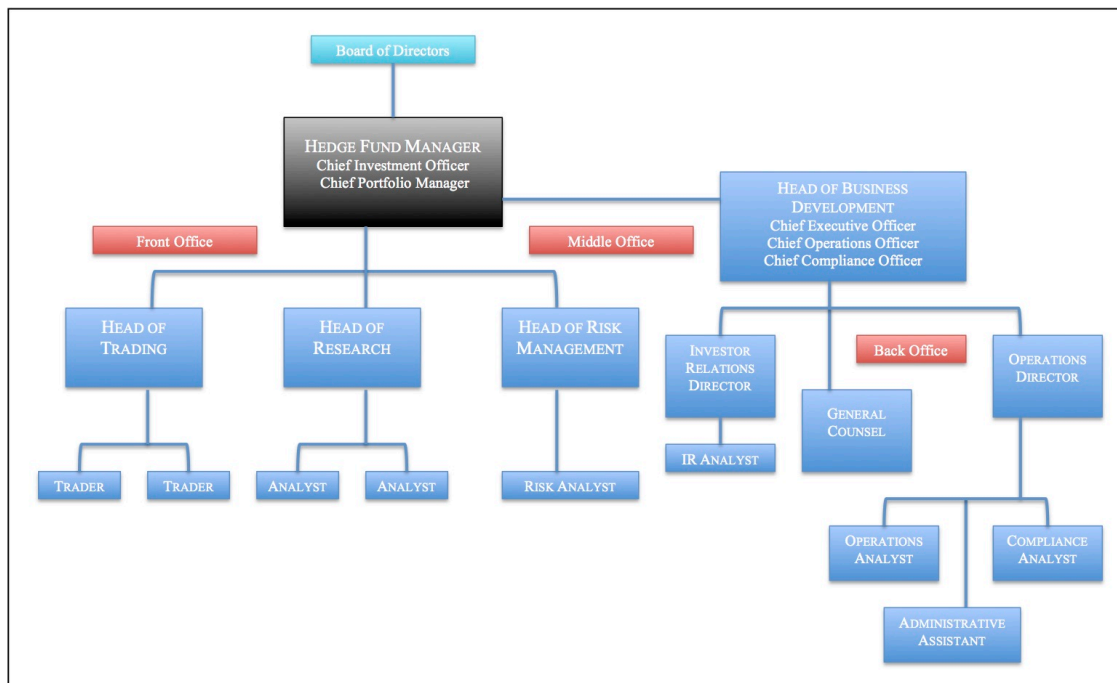 Board of Directors
HEDGE FUND MANAGER
Chief Investment Officer
Chief Portfolio Manager
HEAD OF BUSINESS
DEVELOPMENT
Chief Executive Officer
Chief Operations Officer
Chief Compliance Officer
Front Office
Middle Office
HEAD OF
TRADING
HEAD OF
RESEARCH
HEAD OF RISK
MANAGEMENT
INVESTOR
RELATIONS
DIRECTOR
Back Office
OPERATIONS
DIRECTOR
GENERAL
COUNSEL
IR ANALYST
TRADER
TRADER
ANALYST
ANALYST
RISK ANALYST
OPERATIONS
ANALYST
COMPLIANCE
ANALYST
ADMINISTRATIVE
ASSISTANT